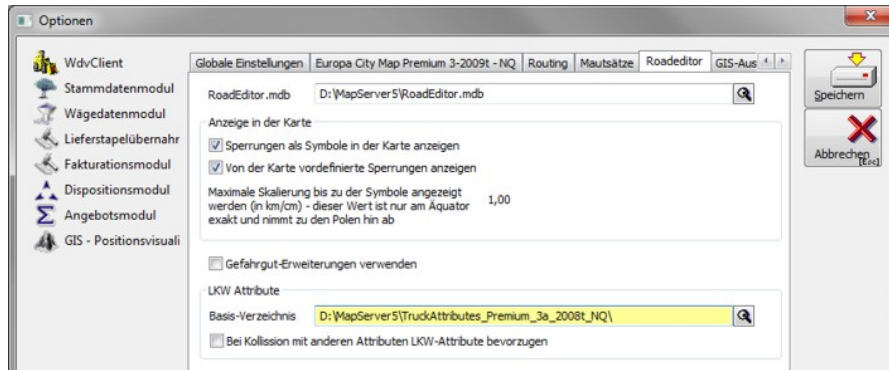 Optionen
WdvClient
Stammdatenmodul
Wägedatenmodul
Lieferstapelübernahr
Fakturationsmodul
Dispositionsmodul
Angebotsmodul
GIS - Positionsvisuali
Globale Einstellungen
Europa City Map Premium 3-2009t - NQ
Routing
Mautsätze
Roadeditor
GIS-Aus
RoadEditor.mdb
D:\MapServer5\RoadEditor.mdb
Anzeige in der Karte
Sperrungen als Symbole in der Karte anzeigen
Von der Karte vordefinierte Sperrungen anzeigen
Maximale Skalierung bis zu der Symbole angezeigt
werden (in km/cm) - dieser Wert ist nur am Äquator
exakt und nimmt zu den Polen hin ab
1,00
Gefahrgut-Erweiterungen verwenden
LKW Attribute
Basis-Verzeichnis
D:\MapServer5\TruckAttributes_Premium_3a_2008t_NQ\
Bei Kollission mit anderen Attributen LKW-Attribute bevorzugen
Speichern
Abbrechen
[Esc]